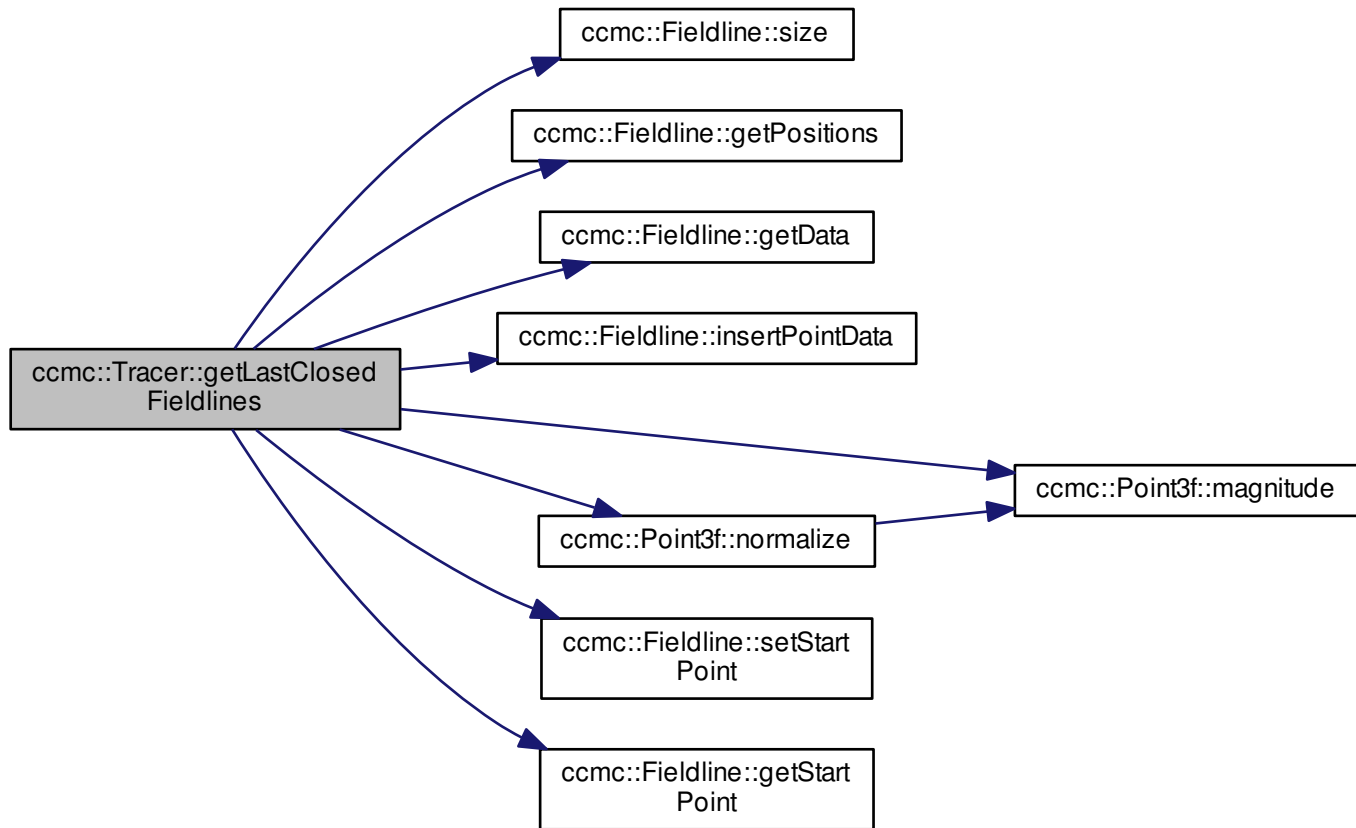 ccmc::Fieldline::size
ccmc::Fieldline::getPositions
ccmc::Fieldline::getData
ccmc::Fieldline::insertPointData
ccmc::Tracer::getLastClosed
Fieldlines
ccmc::Point3f::magnitude
ccmc::Point3f::normalize
ccmc::Fieldline::setStart
Point
ccmc::Fieldline::getStart
Point